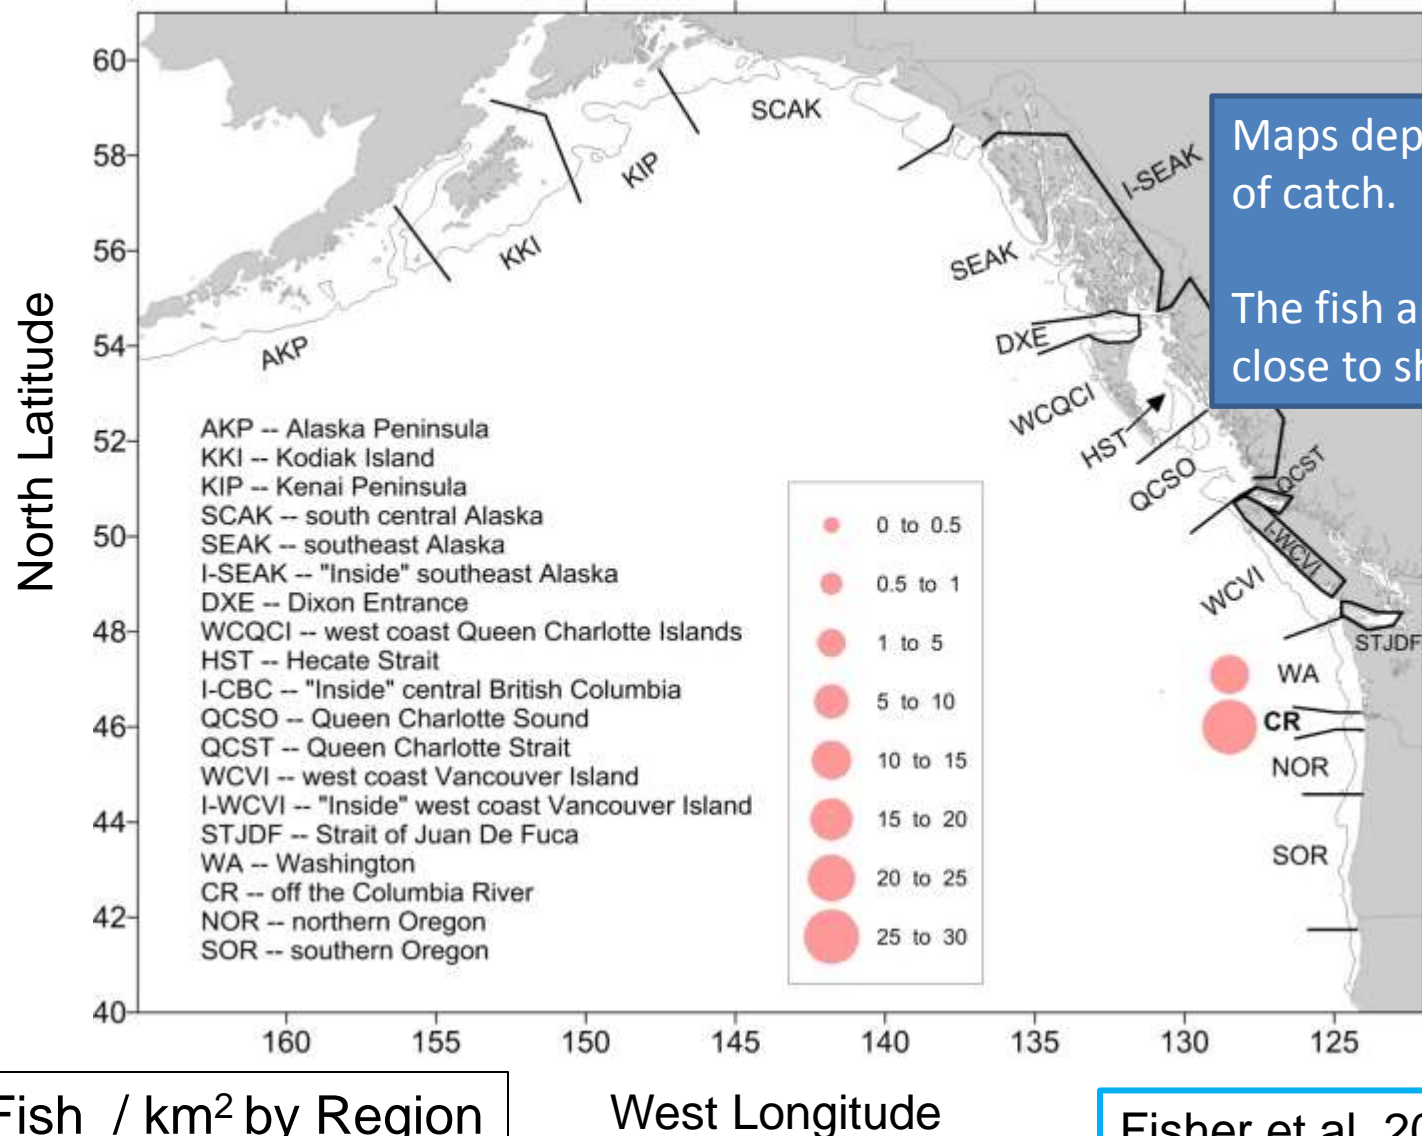 60
58
56
54
52
50
48
46
44
42
40
North Latitude
SCAK
KIP
KKI
AKP
I-SEAK
SEAK
DXE
WCQCI
HST
QCSO
QCST
I-WCVI
WCVI
STJDF
WA
CR
NOR
SOR
Maps dep
of catch.
The fish a
close to sh
AKP -- Alaska Peninsula
KKI -- Kodiak Island
KIP -- Kenai Peninsula
SCAK -- south central Alaska
SEAK -- southeast Alaska
I-SEAK -- "Inside" southeast Alaska
DXE -- Dixon Entrance
WCQCI -- west coast Queen Charlotte Islands
HST -- Hecate Strait
I-CBC -- "Inside" central British Columbia
QCSO -- Queen Charlotte Sound
QCST -- Queen Charlotte Strait
WCVI -- west coast Vancouver Island
I-WCVI -- "Inside" west coast Vancouver Island
STJDF -- Strait of Juan De Fuca
WA -- Washington
CR -- off the Columbia River
NOR -- northern Oregon
SOR -- southern Oregon
0 to 0.5
0.5 to 1
1 to 5
5 to 10
10 to 15
15 to 20
20 to 25
25 to 30
160 155 150 145 140 135 130 125
Fish / km² by Region
West Longitude
Fisher et al. 20